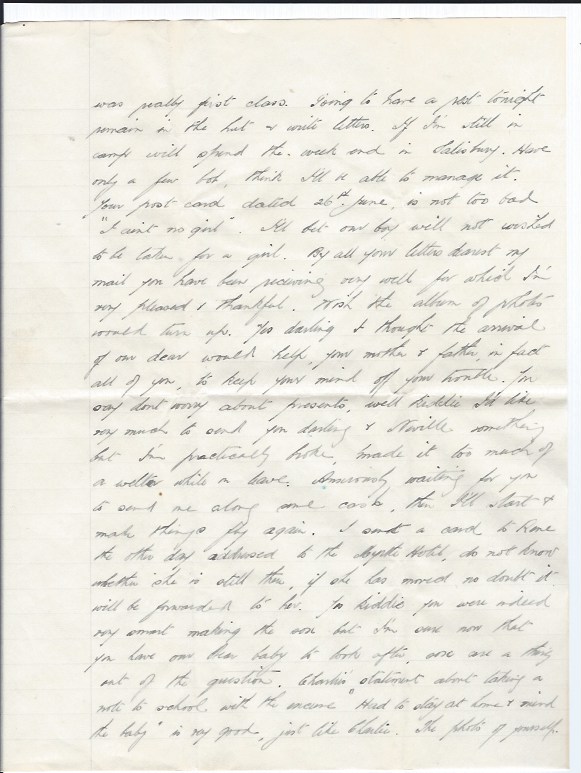 was really first class. Going to have a rest tonight
remain in the hut & write letters. If I'm still in
camp will spend the week end in Salisbury. Have
only a few bob, think I'll be able to manage it.
Your post card dated 26th June, is not too bad
"I aint no girl". I'll bet our boy will not
to be taken for a girl. By all your letters dearest my
mail you have been receiving very well for which I'm
very pleased & thankful. Wish the album of photos
would turn up. Yes darling I thought the arrival
of our dear would help, your mother & father, in fact
all of you, to keep your mind off your trouble. You
say dont worry about presents, well kiddie I'd like
very much to send you darling & Neville something
but I'm practically broke, made it too much of
a welter while on leave. Anxiously waiting for you
to send me along some cash, then I'll start &
make things fly again. I sent a card to
the other day addressed to the Hotel, do not know
whether she is still there, if she has moved no doubt it
will be forwarded to her. Yes kiddie you were indeed
very smart making the but I'm sure now that
you have our dear baby to look after, are a thing
out of the question. Charlie's statement about taking a
note to school with the excuse "Had to stay at home & mind
the baby" is very good, just like Charlie. The photo of yourself